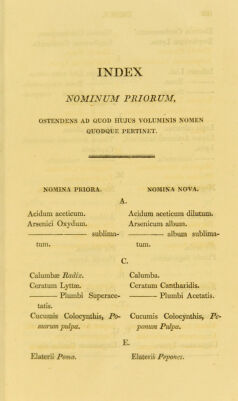 INDEX
NOMINUM PRIORUM,
OSTENDENS AD QUOD HUJUS VOLUMINIS NOMEN
QUODQUE PERTINET.
NOMINA PRIORA. NOMINA NOVA.
A.
Acidum aceticum. Acidum aceticum dilutum.
Arsenici Oxydum. Arsenicum album.
——— sublima- ——— album sublima-
tum. tum.
C.
Calumbæ Radix. Calumba.
Ceratum Lyttæ. Ceratum Cantharidis.
——— Plumbi Superace- ——— Plumbi Acetatis.
tatis.
Cucumis Colocynthis, Po- Cucumis Colocynthis, Pe-
morum pulpa. ponum Pulpa.
E.
Elaterii Poma. Elaterii Pepones.